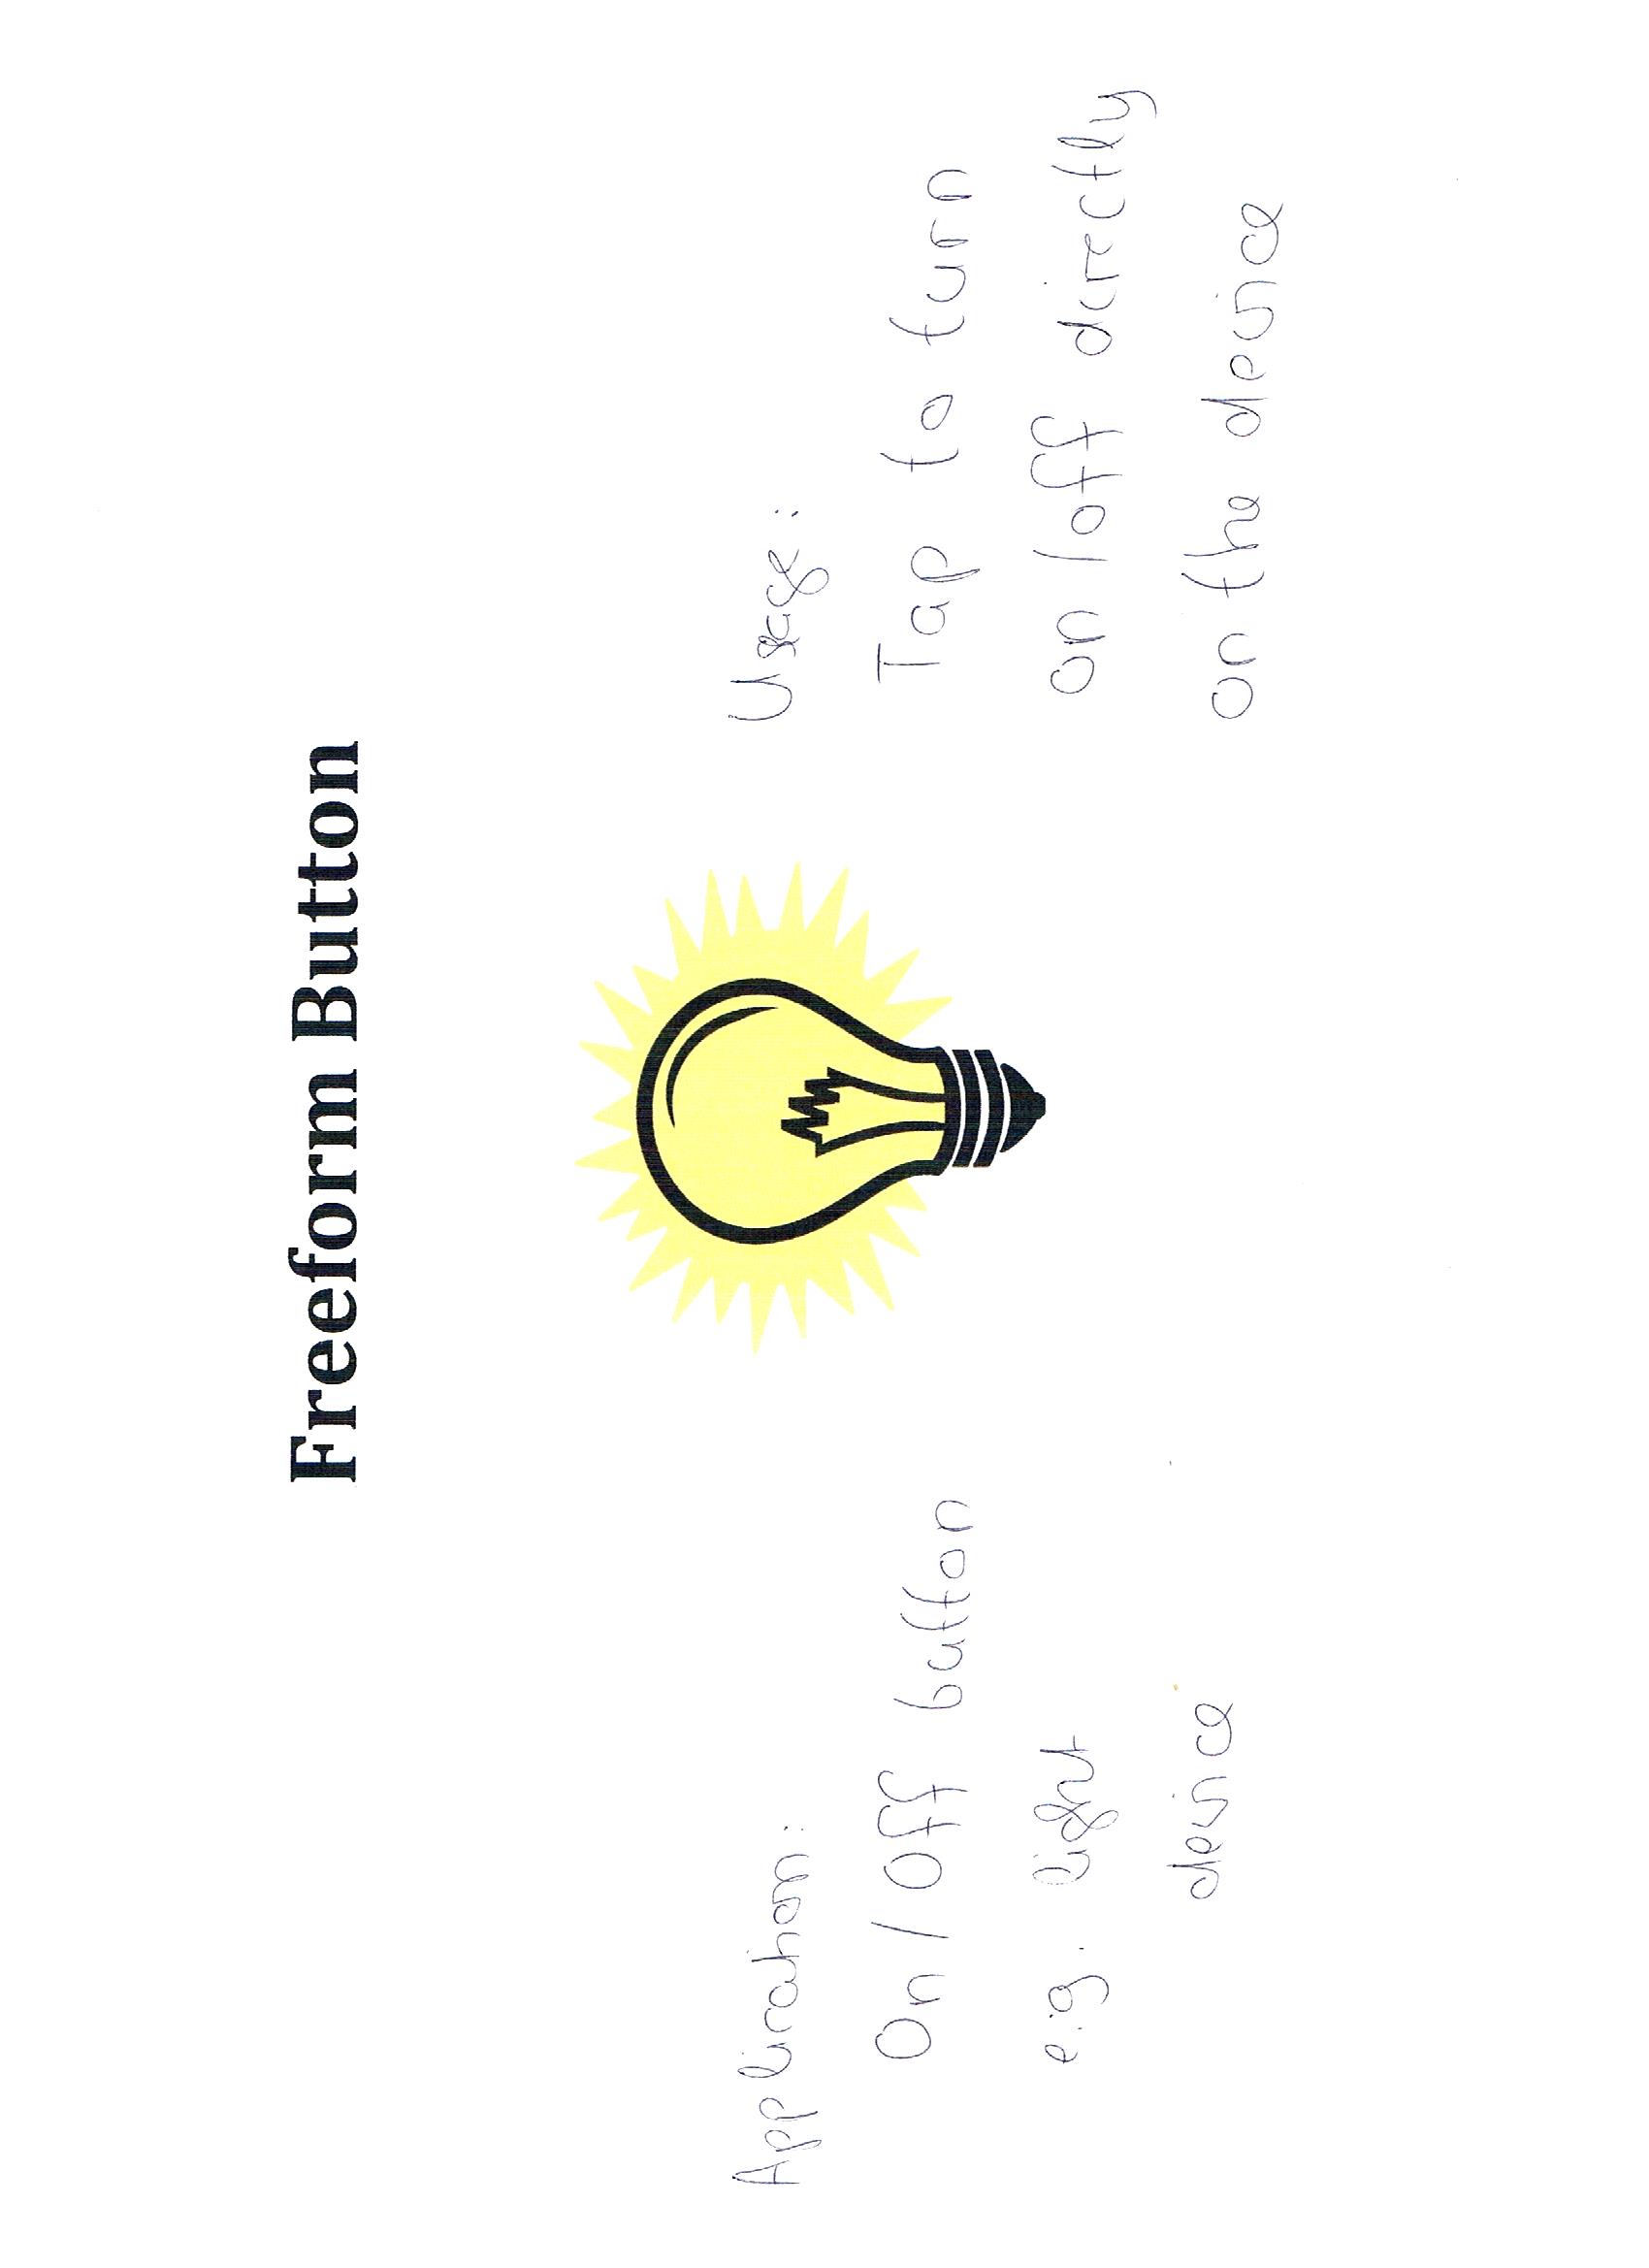 Freeform Button
Application:
On / Off button
e.g. light
device
Usage:
Tap to turn
on / off directly
on the device